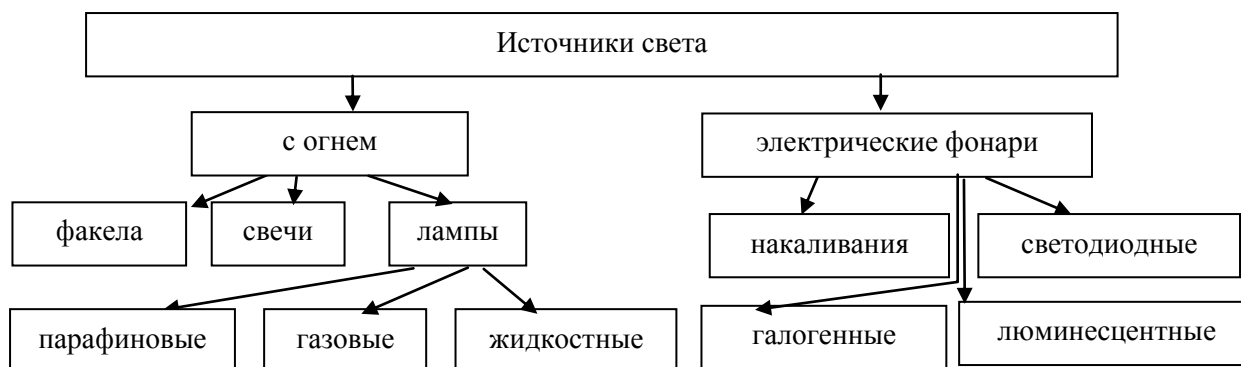 Источники света
с огнем
электрические фонари
факела
свечи
лампы
накаливания
светодиодные
парафиновые
газовые
жидкостные
галогенные
люминесцентные